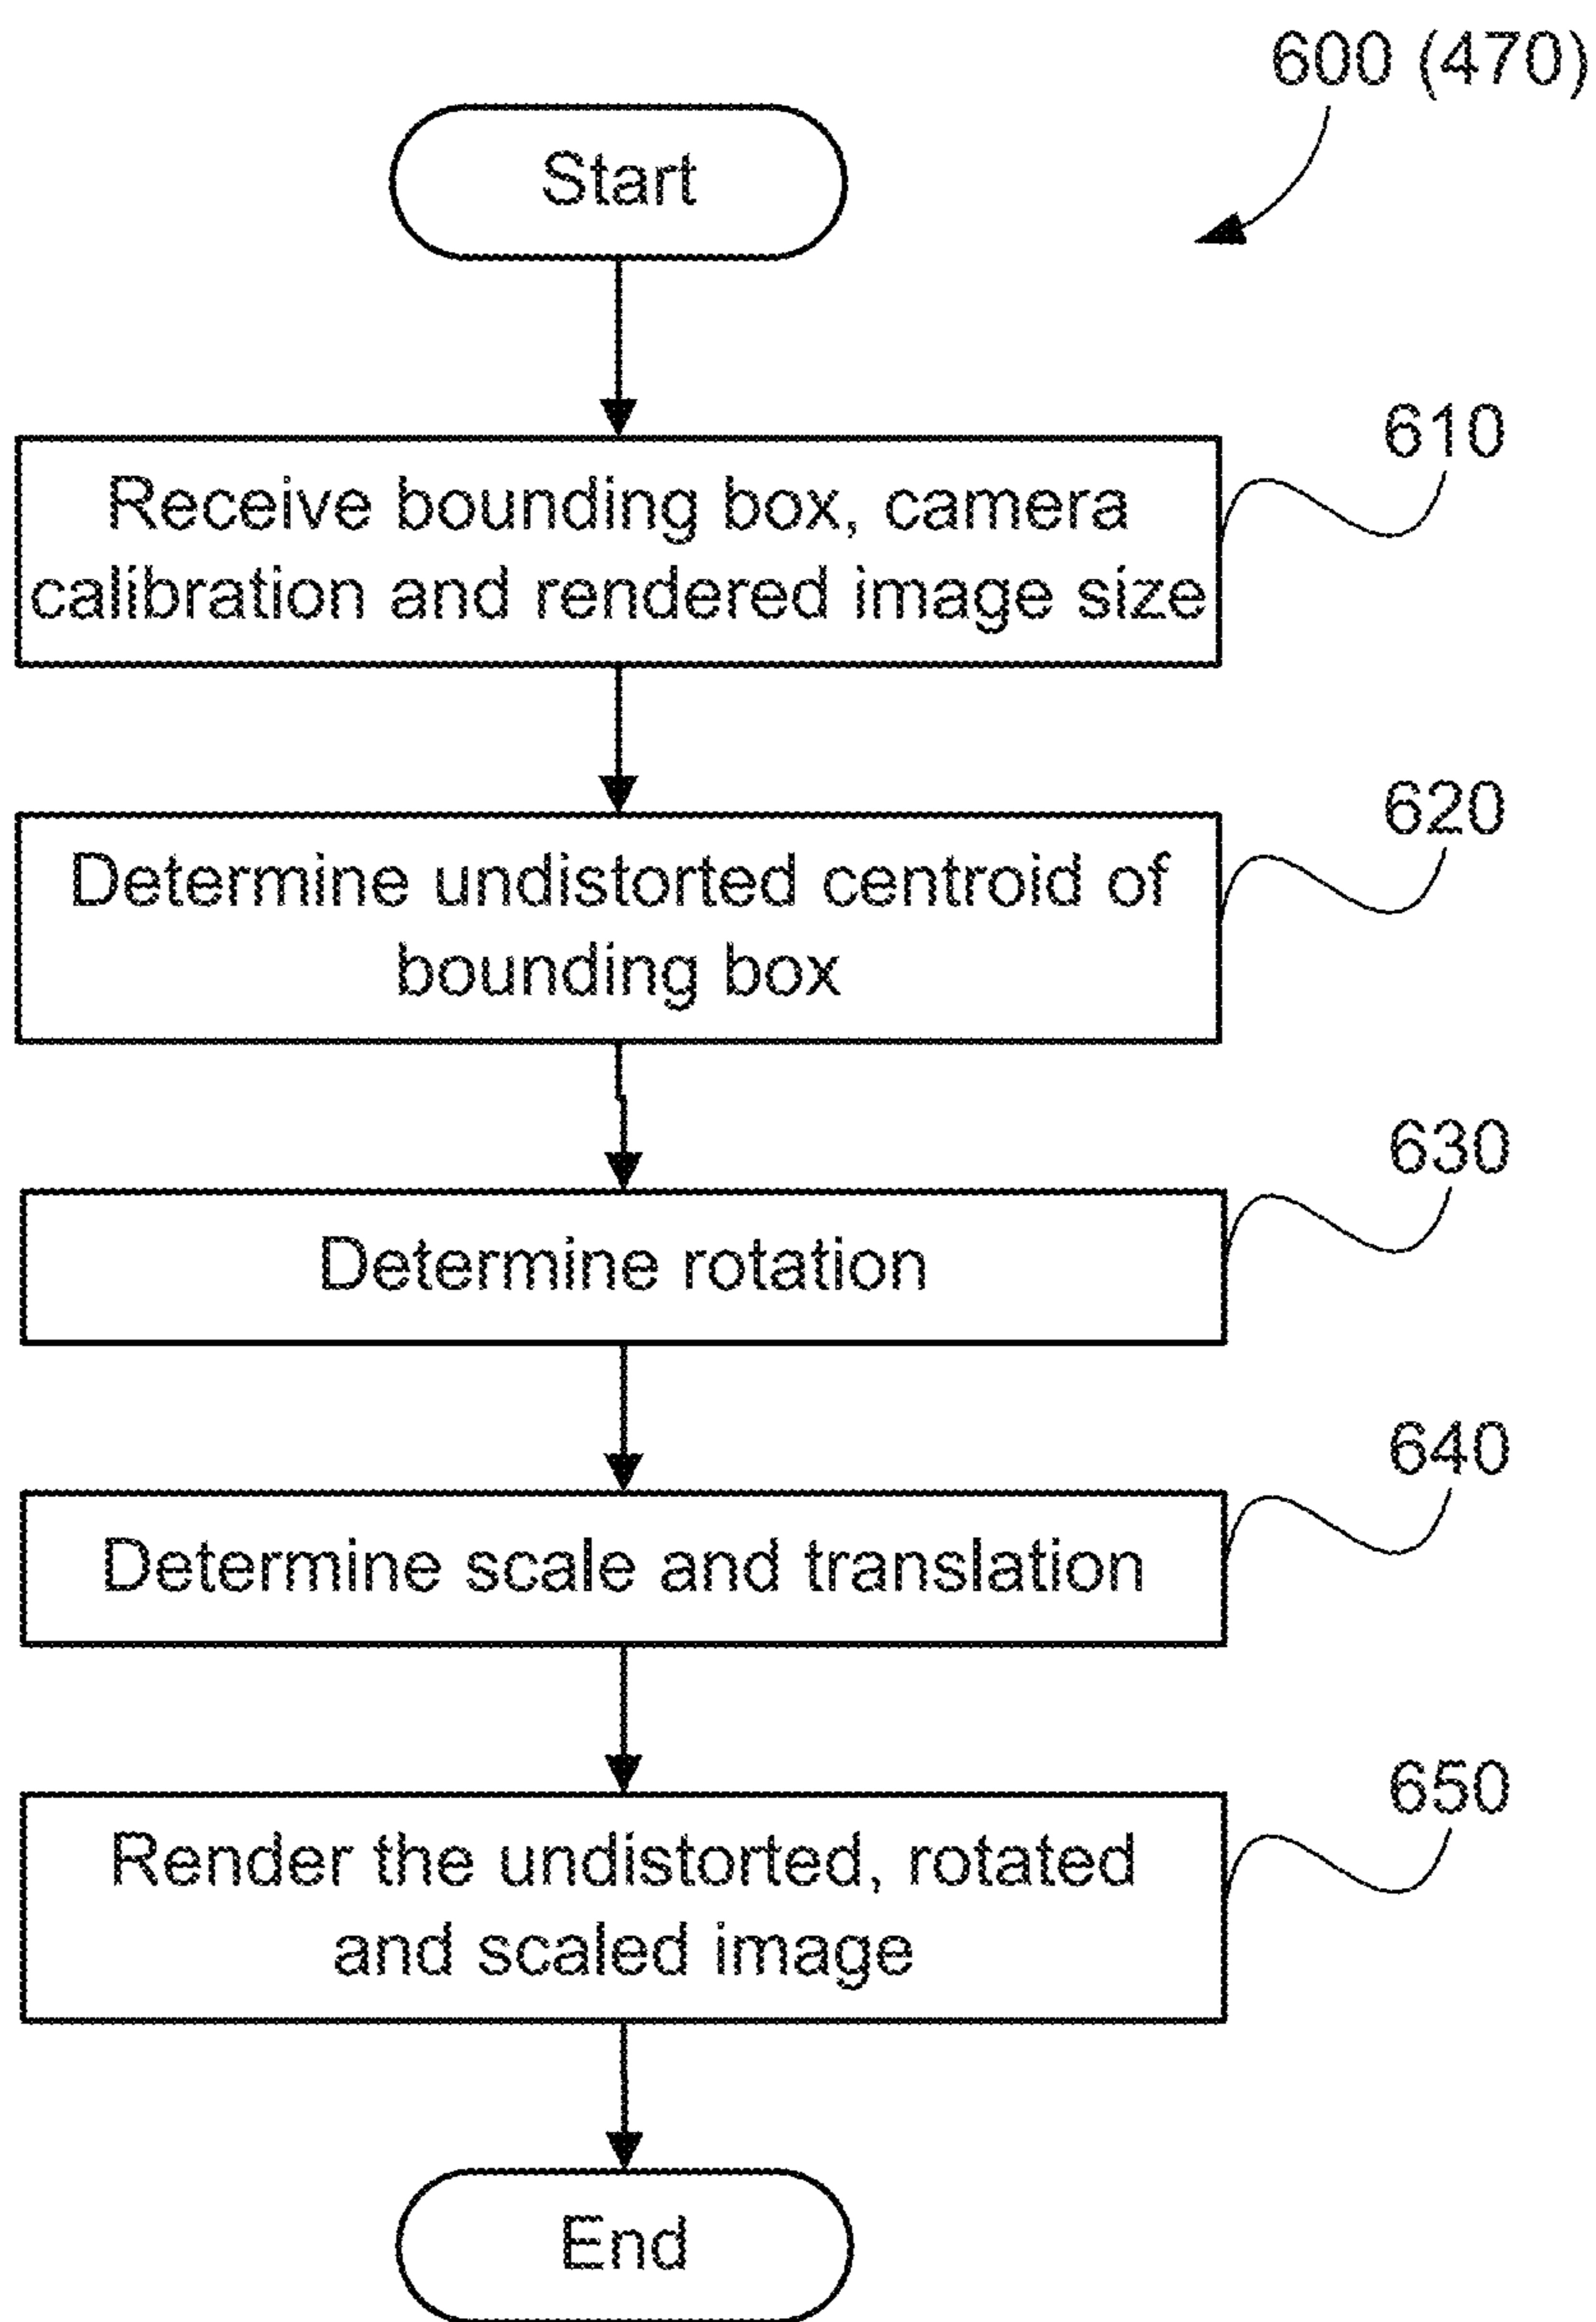 600 (470)
Start
610
Receive bounding box, camera
calibration and rendered image size
620
Determine undistorted centroid of
bounding box
630
Determine rotation
640
Determine scale and translation
650
Render the undistorted, rotated
and scaled image
End